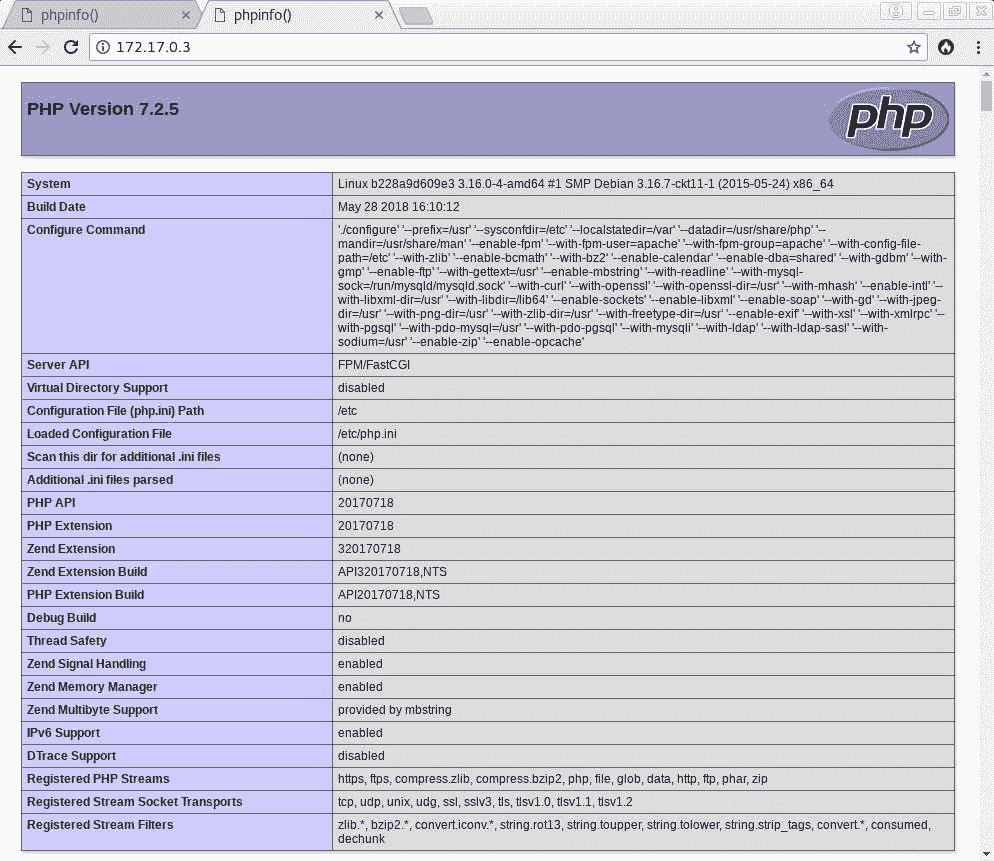 phpinfo()
phpinfo()
172.17.0.3
PHP Version 7.2.5
php
System
Linux b228a9d609e3 3.16.0-4-amd64 #1 SMP Debian 3.16.7-ckt11-1 (2015-05-24) x86_64
Build Date
May 28 2018 16:10:12
Configure Command
'./configure' '--prefix=/usr' '--sysconfdir=/etc' '--localstatedir=/var' '--datadir=/usr/share/php' '--
mandir=/usr/share/man' '--enable-fpm' '--with-fpm-user=apache' '--with-fpm-group=apache' '--with-config-file-
path=/etc' '--with-zlib' '--enable-bcmath' '--with-bz2' '--enable-calendar' '--enable-dba=shared' '--with-gdbm' '--with-
gmp' '--enable-ftp' '--with-gettext=/usr' '--enable-mbstring' '--with-readline' '--with-mysql-
sock=/run/mysqld/mysqld.sock' '--with-curl' '--with-openssl' '--with-openssl-dir=/usr' '--with-mhash' '--enable-intl' '--
with-libxml-dir=/usr' '--with-libdir=/lib64' '--enable-sockets' '--enable-libxml' '--enable-soap' '--with-gd' '--with-jpeg-
dir=/usr' '--with-png-dir=/usr' '--with-zlib-dir=/usr' '--with-freetype-dir=/usr' '--enable-exif' '--with-xsl' '--with-xmlrpc' '--
with-pgsql' '--with-pdo-mysql=/usr' '--with-pdo-pgsql' '--with-mysqli' '--with-ldap' '--with-ldap-sasl' '--with-
sodium=/usr' '--enable-zip' '--enable-opcache'
Server API
FPM/FastCGI
Virtual Directory Support
disabled
Configuration File (php.ini) Path
/etc
Loaded Configuration File
/etc/php.ini
Scan this dir for additional .ini files
(none)
Additional .ini files parsed
(none)
PHP API
20170718
PHP Extension
20170718
Zend Extension
320170718
Zend Extension Build
API320170718,NTS
PHP Extension Build
API20170718,NTS
Debug Build
no
Thread Safety
disabled
Zend Signal Handling
enabled
Zend Memory Manager
enabled
Zend Multibyte Support
provided by mbstring
IPv6 Support
enabled
DTrace Support
disabled
Registered PHP Streams
https, ftps, compress.zlib, compress.bzip2, php, file, glob, data, http, ftp, phar, zip
Registered Stream Socket Transports
tcp, udp, unix, udg, ssl, sslv3, tls, tlsv1.0, tlsv1.1, tlsv1.2
Registered Stream Filters
zlib.*, bzip2.*, convert.iconv.*, string.rot13, string.toupper, string.tolower, string.strip_tags, convert.*, consumed,
dechunk